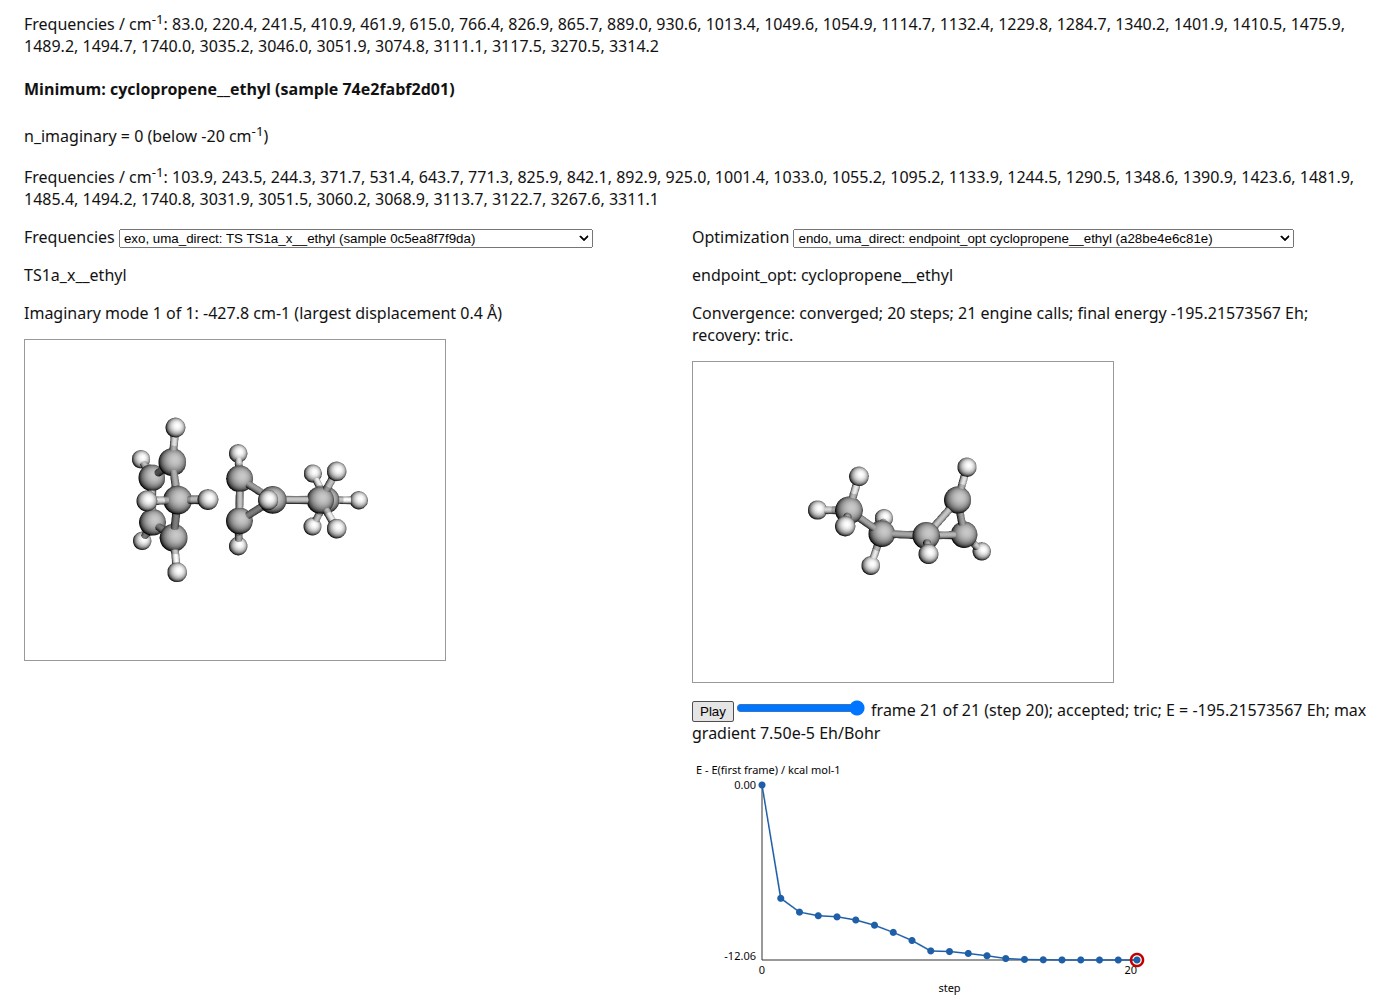 Frequencies / cm-1: 83.0, 220.4, 241.5, 410.9, 461.9, 615.0, 766.4, 826.9, 865.7, 889.0, 930.6, 1013.4, 1049.6, 1054.9, 1114.7, 1132.4, 1229.8, 1284.7, 1340.2, 1401.9, 1410.5, 1475.9,
1489.2, 1494.7, 1740.0, 3035.2, 3046.0, 3051.9, 3074.8, 3111.1, 3117.5, 3270.5, 3314.2
Minimum: cyclopropene__ethyl (sample 74e2fabf2d01)
n_imaginary = 0 (below -20 cm-1)
Frequencies / cm-1: 103.9, 243.5, 244.3, 371.7, 531.4, 643.7, 771.3, 825.9, 842.1, 892.9, 925.0, 1001.4, 1033.0, 1055.2, 1095.2, 1133.9, 1244.5, 1290.5, 1348.6, 1390.9, 1423.6, 1481.9,
1485.4, 1494.2, 1740.8, 3031.9, 3051.5, 3060.2, 3068.9, 3113.7, 3122.7, 3267.6, 3311.1
Frequencies exo, uma_direct: TS TS1a_x__ethyl (sample 0c5ea8f7f9da)
TS1a_x__ethyl
Imaginary mode 1 of 1: -427.8 cm-1 (largest displacement 0.4 Å)
Optimization endo, uma_direct: endpoint_opt cyclopropene__ethyl (a28be4e6c81e)
endpoint_opt: cyclopropene__ethyl
Convergence: converged; 20 steps; 21 engine calls; final energy -195.21573567 Eh;
recovery: tric.
Play frame 21 of 21 (step 20); accepted; tric; E = -195.21573567 Eh; max
gradient 7.50e-5 Eh/Bohr
E - E(first frame) / kcal mol-1
0.00
-12.06
0 20
step